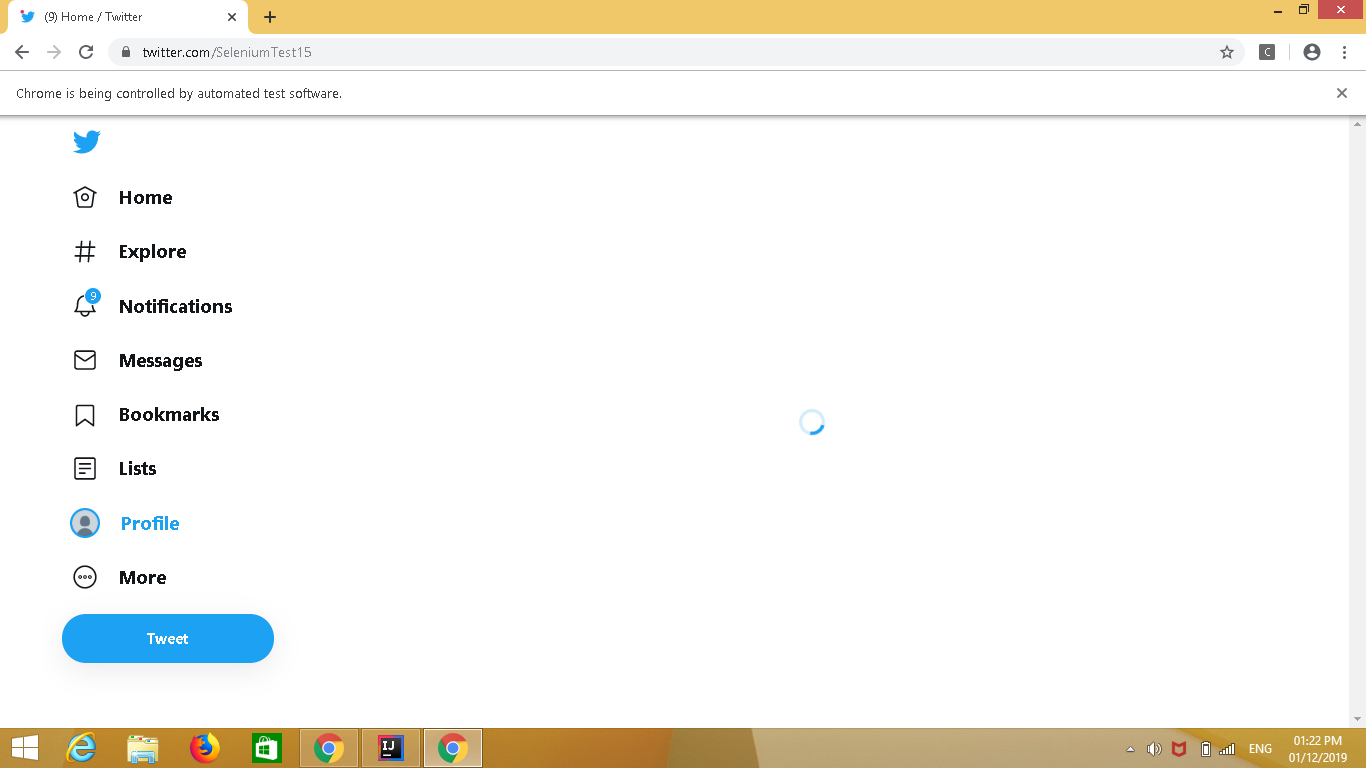 (9) Home / Twitter
twitter.com/SeleniumTest15
C
Chrome is being controlled by automated test software.
Home
Explore
9
Notifications
Messages
Bookmarks
Lists
Profile
More
Tweet
IJ
ENG
01:22 PM
01/12/2019